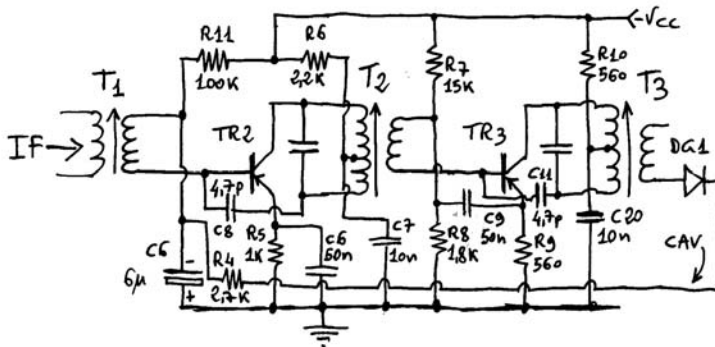 -Vcc
R11
100K
R6
2,2K
R7
15K
R10
560
T1
T2
T3
IF
TR2
TR3
DG1
4,7p
C8
C11
4,7p
C9
50n
C20
10n
C6
6µ
-
+
R4
2,7K
R5
1K
C6
50n
C7
10n
R8
1,8K
R9
560
CAV